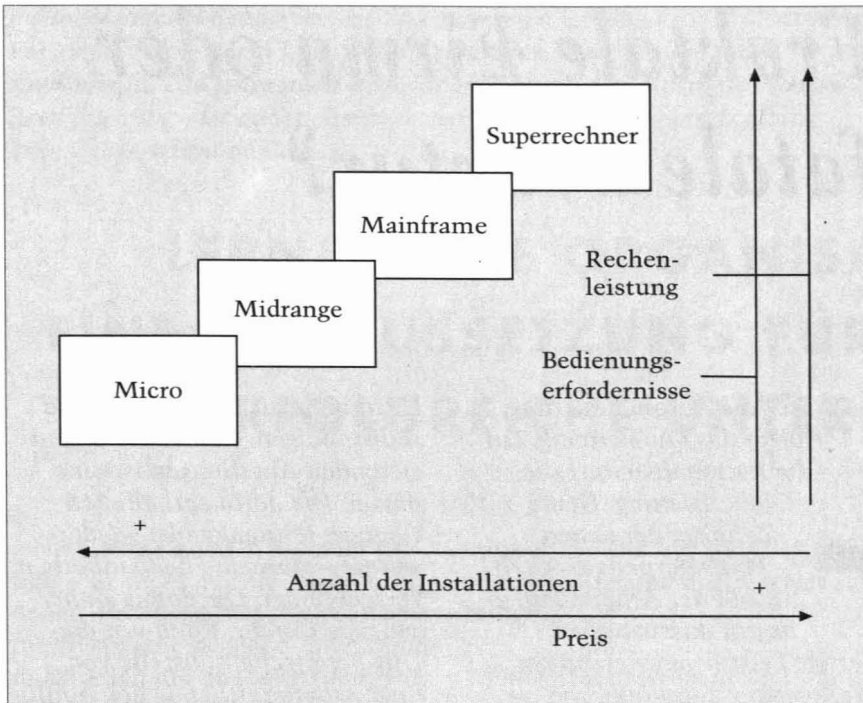 Superrechner
Mainframe
Rechen-
leistung
Midrange
Bedienungs-
erfordernisse
Micro
+
Anzahl der Installationen
+
Preis